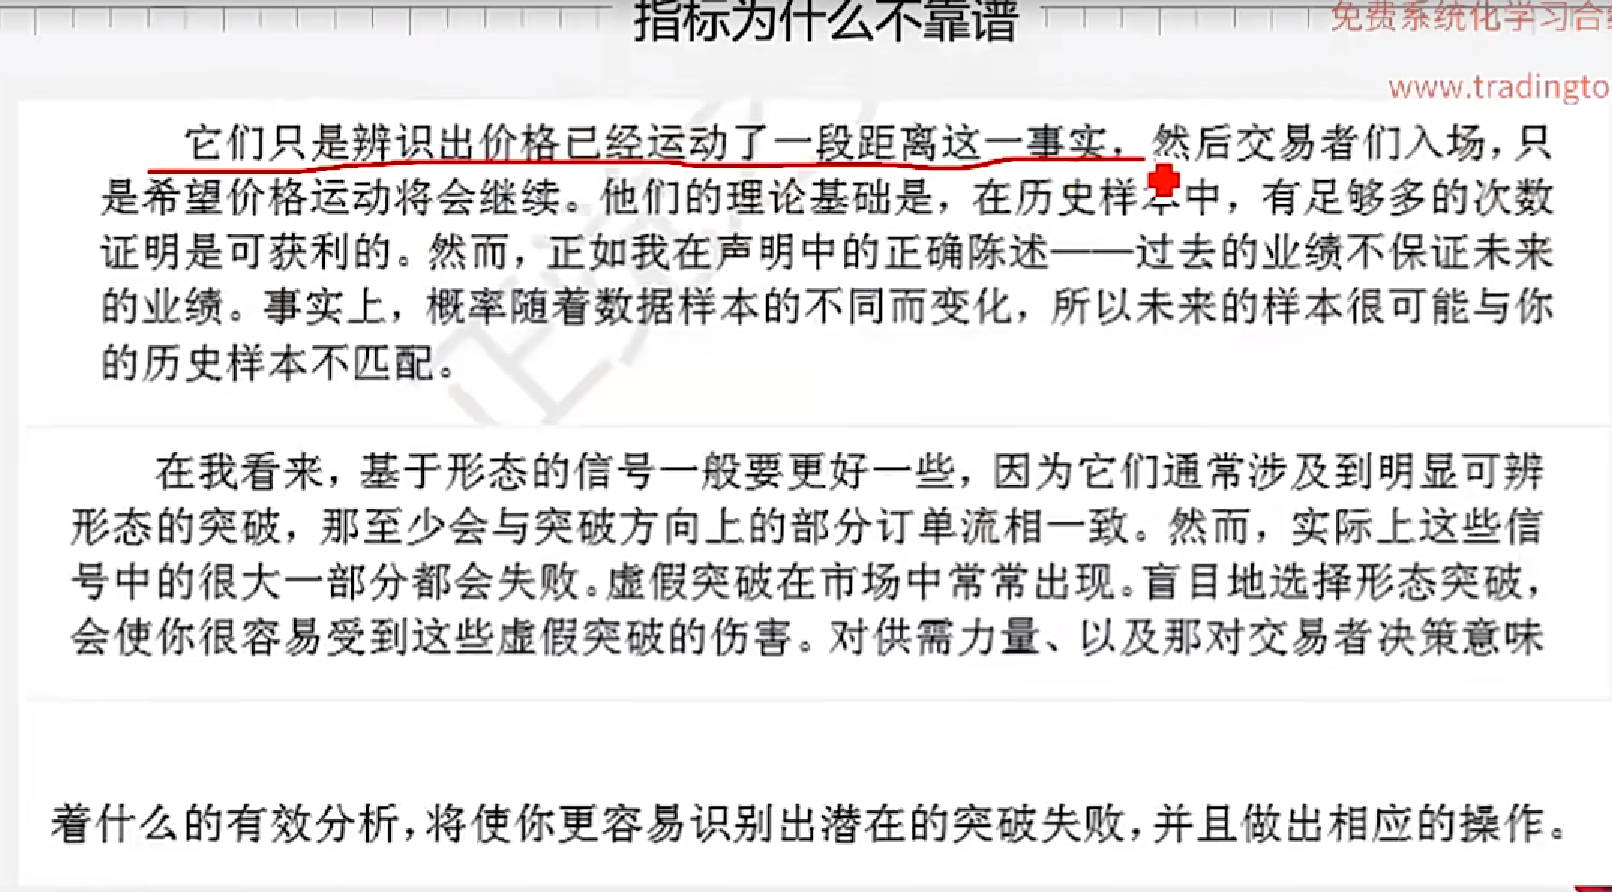 指标为什么不靠谱
免费系统化学习合
www.tradingto
它们只是辨识出价格已经运动了一段距离这一事实，然后交易者们入场，只
是希望价格运动将会继续。他们的理论基础是，在历史样本中，有足够多的次数
证明是可获利的。然而，正如我在声明中的正确陈述——过去的业绩不保证未来
的业绩。事实上，概率随着数据样本的不同而变化，所以未来的样本很可能与你
的历史样本不匹配。
在我看来，基于形态的信号一般要更好一些，因为它们通常涉及到明显可辨
形态的突破，那至少会与突破方向上的部分订单流相一致。然而，实际上这些信
号中的很大一部分都会失败。虚假突破在市场中常常出现。盲目地选择形态突破，
会使你很容易受到这些虚假突破的伤害。对供需力量、以及那对交易者决策意味
着什么的有效分析，将使你更容易识别出潜在的突破失败，并且做出相应的操作。